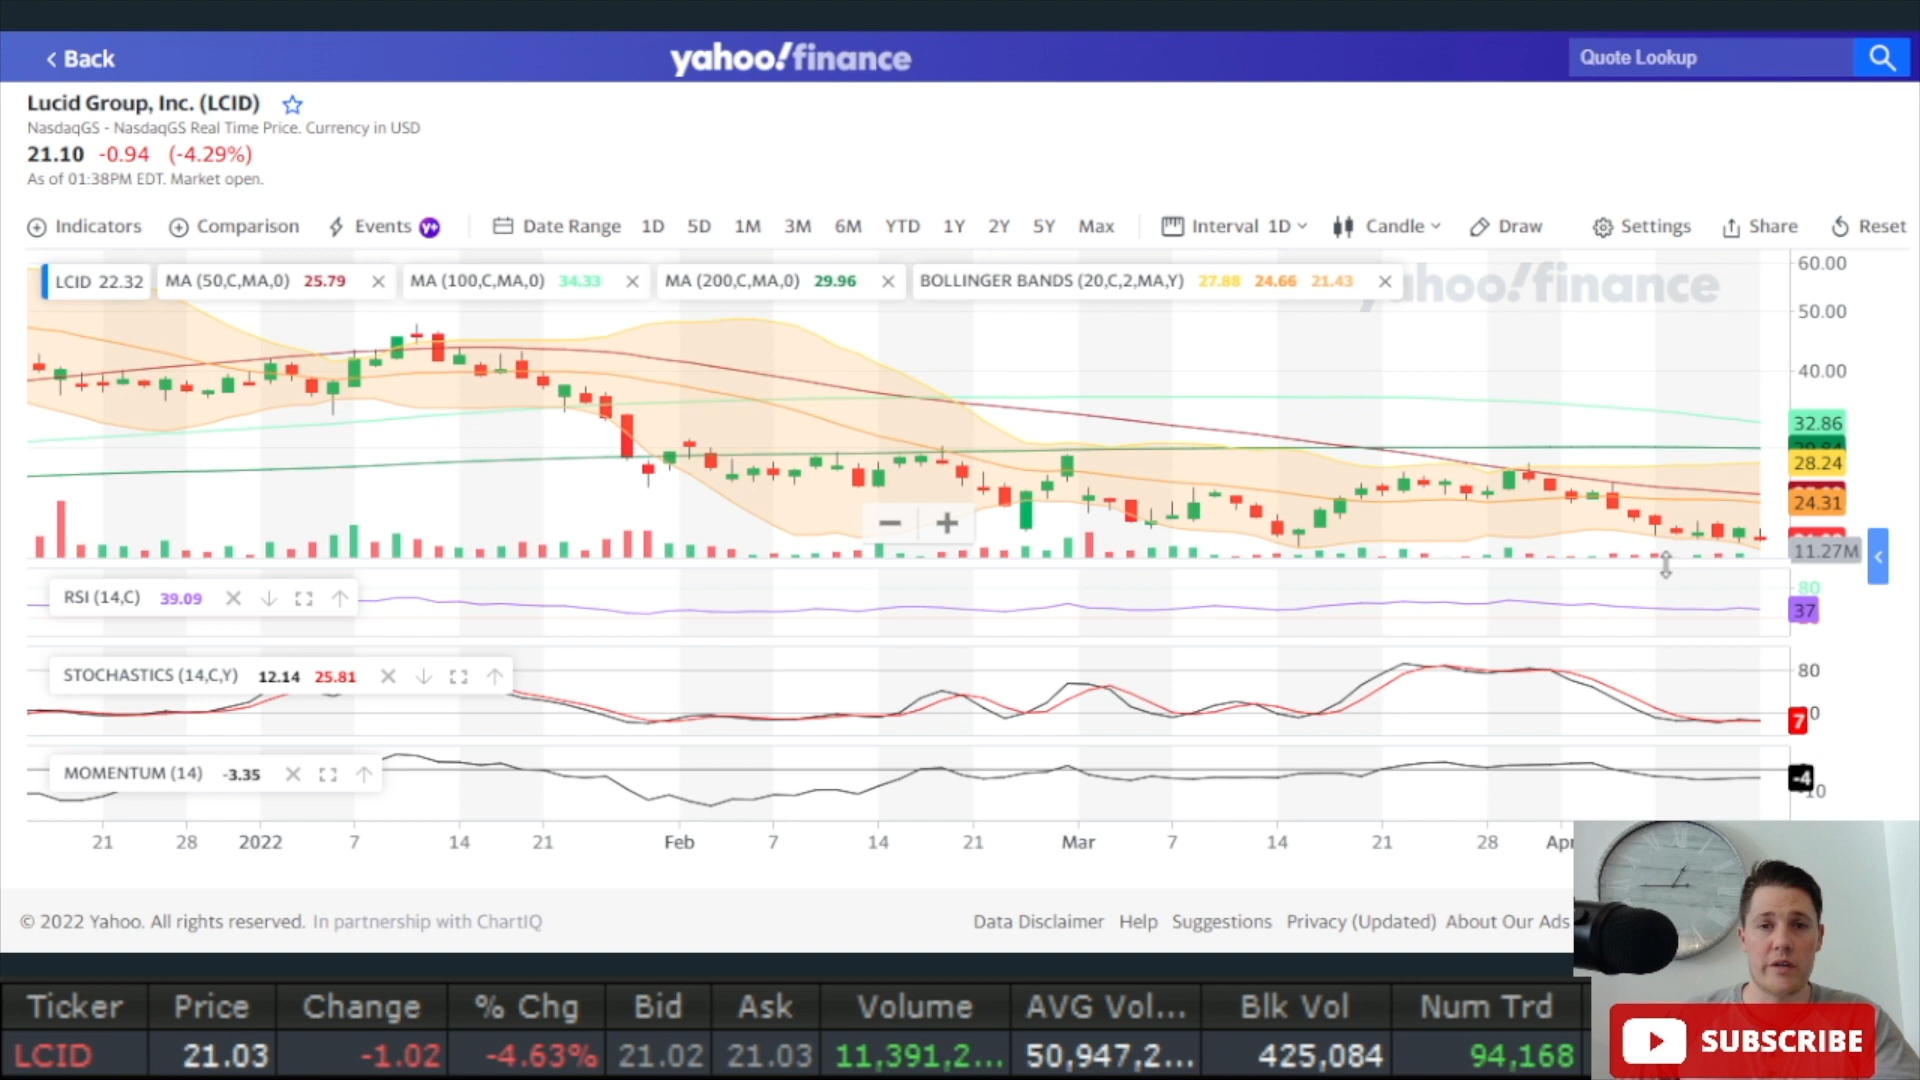 Back
yahoo!finance
Quote Lookup
Lucid Group, Inc. (LCID)
NasdaqGS - NasdaqGS Real Time Price. Currency in USD
21.10 -0.94 (-4.29%)
As of 01:38PM EDT. Market open.
Indicators Comparison Events Y+ Date Range 1D 5D 1M 3M 6M YTD 1Y 2Y 5Y Max Interval 1D Candle Draw Settings Share Reset
LCID 22.32 MA (50,C,MA,0) 25.79 MA (100,C,MA,0) 34.33 MA (200,C,MA,0) 29.96 BOLLINGER BANDS (20,C,2,MA,Y) 27.88 24.66 21.43
yahoo!finance
60.00
50.00
40.00
32.86
28.24
24.31
11.27M
RSI (14,C) 39.09
80
37
STOCHASTICS (14,C,Y) 12.14 25.81
80
7
MOMENTUM (14) -3.35
-4
21 28 2022 7 14 21 Feb 7 14 21 Mar 7 14 21 28 Apr
© 2022 Yahoo. All rights reserved. In partnership with ChartIQ
Data Disclaimer Help Suggestions Privacy (Updated) About Our Ads
Ticker Price Change % Chg Bid Ask Volume AVG Vol... Blk Vol Num Trd
LCID 21.03 -1.02 -4.63% 21.02 21.03 11,391,2... 50,947,2... 425,084 94,168
SUBSCRIBE